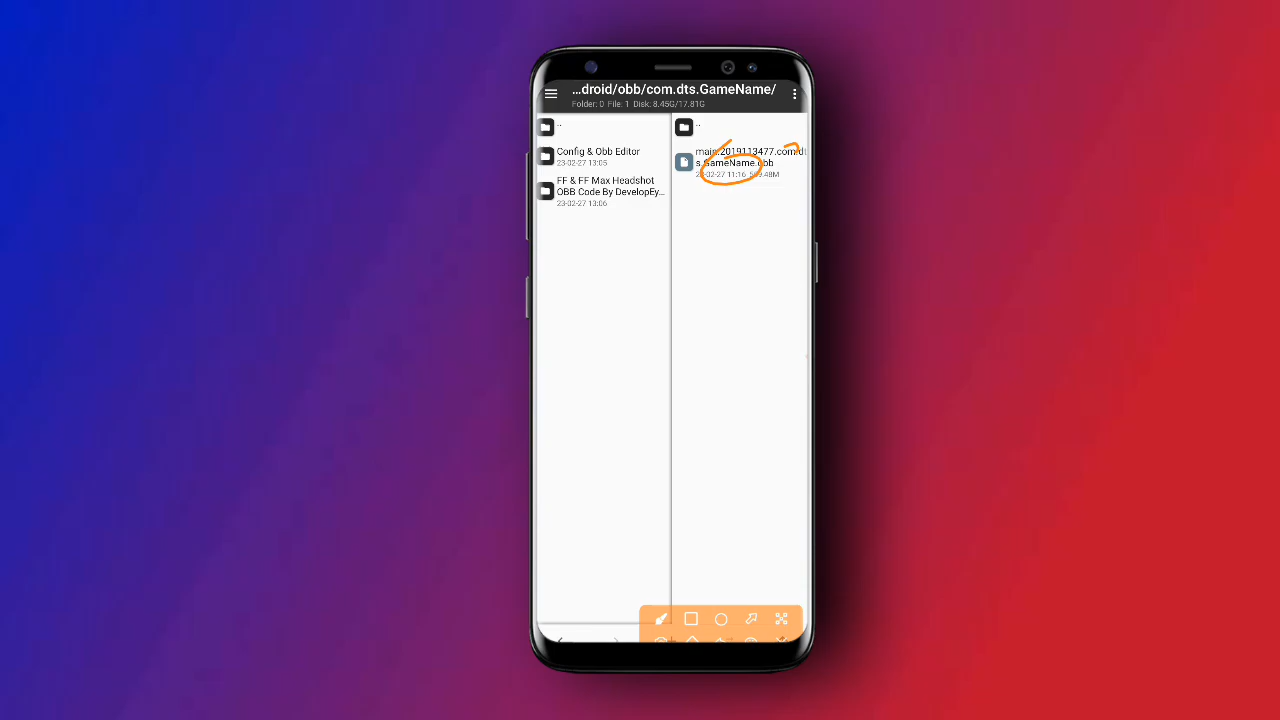 ...droid/obb/com.dts.GameName/
Folder: 0 File: 1 Disk: 8.45G/17.81G
..
Config & Obb Editor
23-02-27 13:05
FF & FF Max Headshot
OBB Code By DevelopEy...
23-02-27 13:06
..
main.2019113477.com.dt
s.GameName.obb
23-02-27 11:16 509.48M